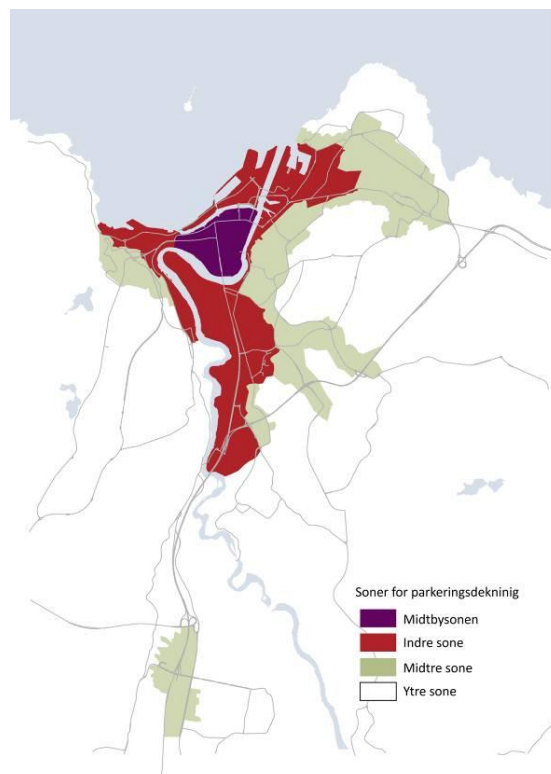 Soner for parkeringsdekninig
Midtbysonen
Indre sone
Midtre sone
Ytre sone